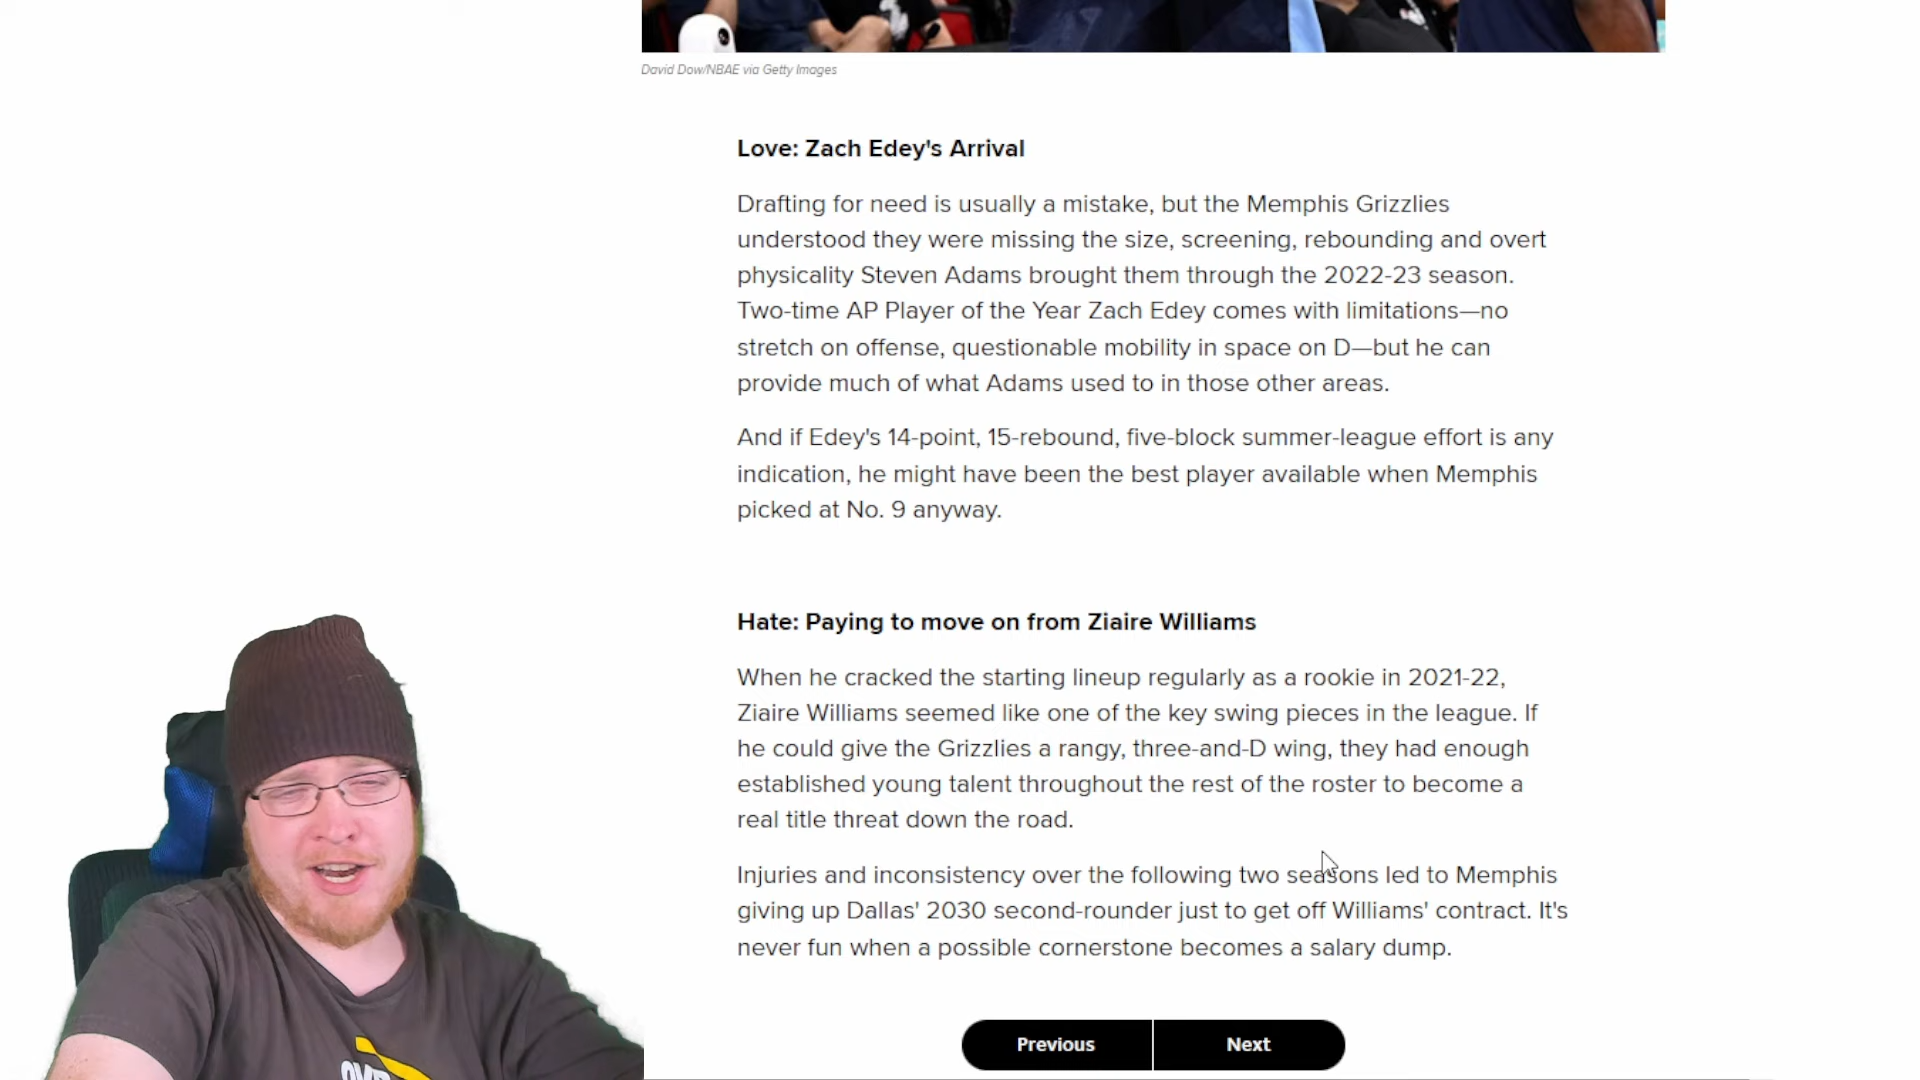 David Dow/NBAE via Getty Images
Love: Zach Edey's Arrival
Drafting for need is usually a mistake, but the Memphis Grizzlies
understood they were missing the size, screening, rebounding and overt
physicality Steven Adams brought them through the 2022-23 season.
Two-time AP Player of the Year Zach Edey comes with limitations—no
stretch on offense, questionable mobility in space on D—but he can
provide much of what Adams used to in those other areas.
And if Edey's 14-point, 15-rebound, five-block summer-league effort is any
indication, he might have been the best player available when Memphis
picked at No. 9 anyway.
Hate: Paying to move on from Ziaire Williams
When he cracked the starting lineup regularly as a rookie in 2021-22,
Ziaire Williams seemed like one of the key swing pieces in the league. If
he could give the Grizzlies a rangy, three-and-D wing, they had enough
established young talent throughout the rest of the roster to become a
real title threat down the road.
Injuries and inconsistency over the following two seasons led to Memphis
giving up Dallas' 2030 second-rounder just to get off Williams' contract. It's
never fun when a possible cornerstone becomes a salary dump.
Previous Next